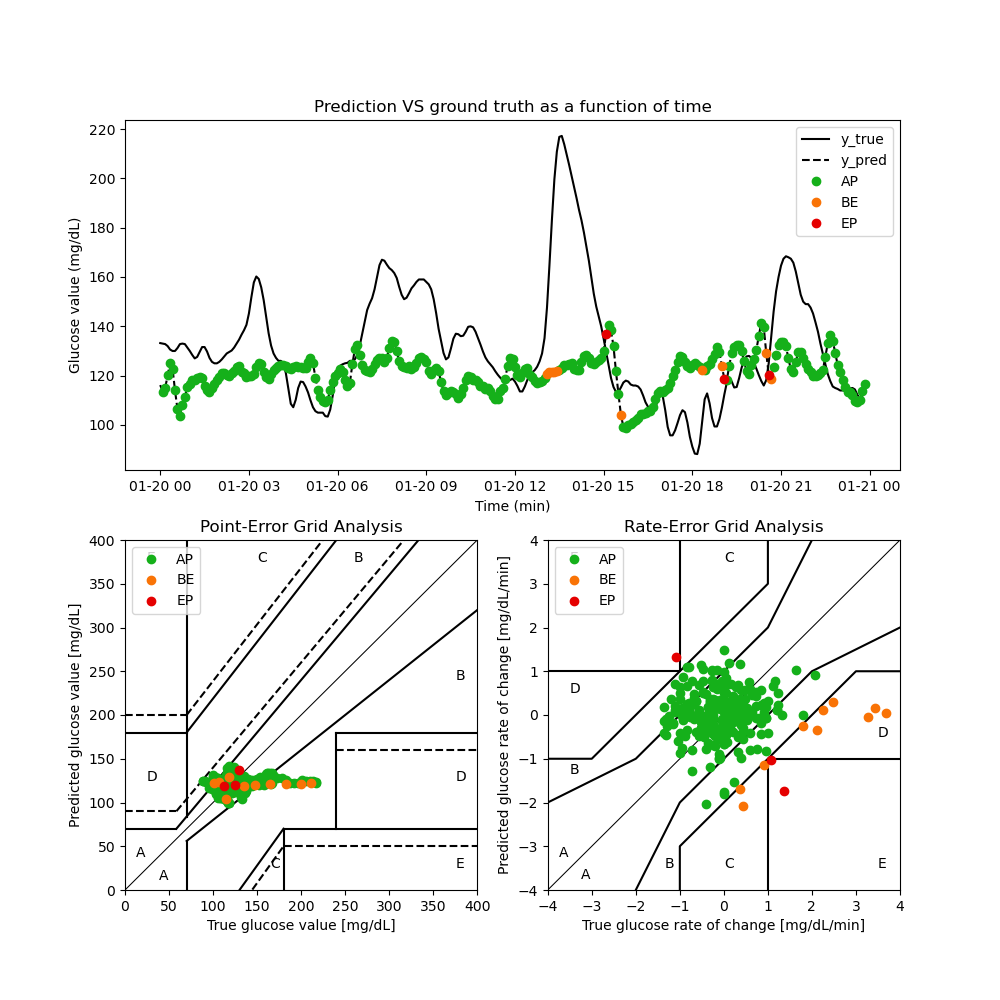 Prediction VS ground truth as a function of time
Glucose value (mg/dL)
220
200
180
160
140
120
100
y_true
y_pred
AP
BE
EP
01-20 00 01-20 03 01-20 06 01-20 09 01-20 12 01-20 15 01-20 18 01-20 21 01-21 00
Time (min)
Point-Error Grid Analysis
Predicted glucose value [mg/dL]
400
350
300
250
200
150
100
50
0
AP
BE
EP
C
B
B
D
D
A
A
C
E
0 50 100 150 200 250 300 350 400
True glucose value [mg/dL]
Rate-Error Grid Analysis
Predicted glucose rate of change [mg/dL/min]
4
3
2
1
0
−1
−2
−3
−4
AP
BE
EP
C
D
D
B
A
A
B
C
E
−4 −3 −2 −1 0 1 2 3 4
True glucose rate of change [mg/dL/min]